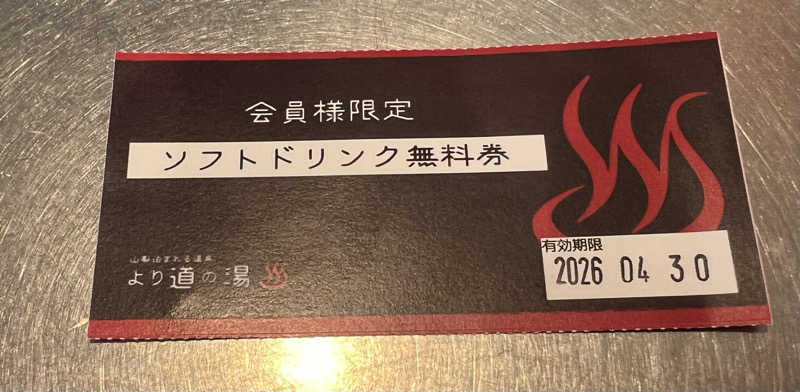 会員様限定
ソフトドリンク無料券
より道の湯
有効期限
2026 04 30